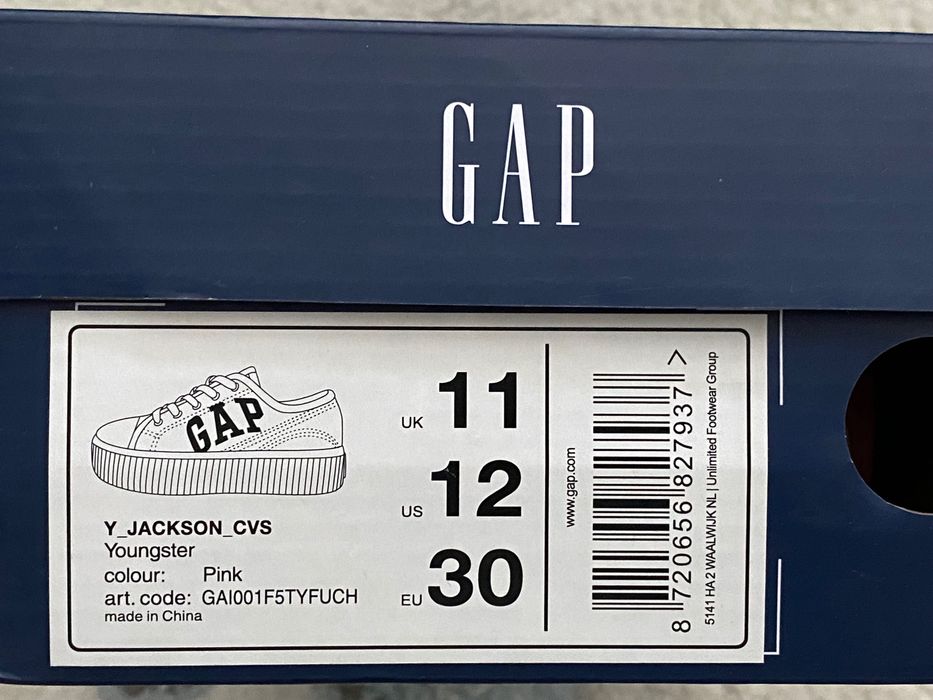 GAP
GAP
Y_JACKSON_CVS
Youngster
colour: Pink
art. code: GAI001F5TYFUCH
made in China
UK 11
US 12
EU 30
www.gap.com
8 720656 827937 >
5141 HA 2 WAALWIJK NL | Unlimited Footwear Group